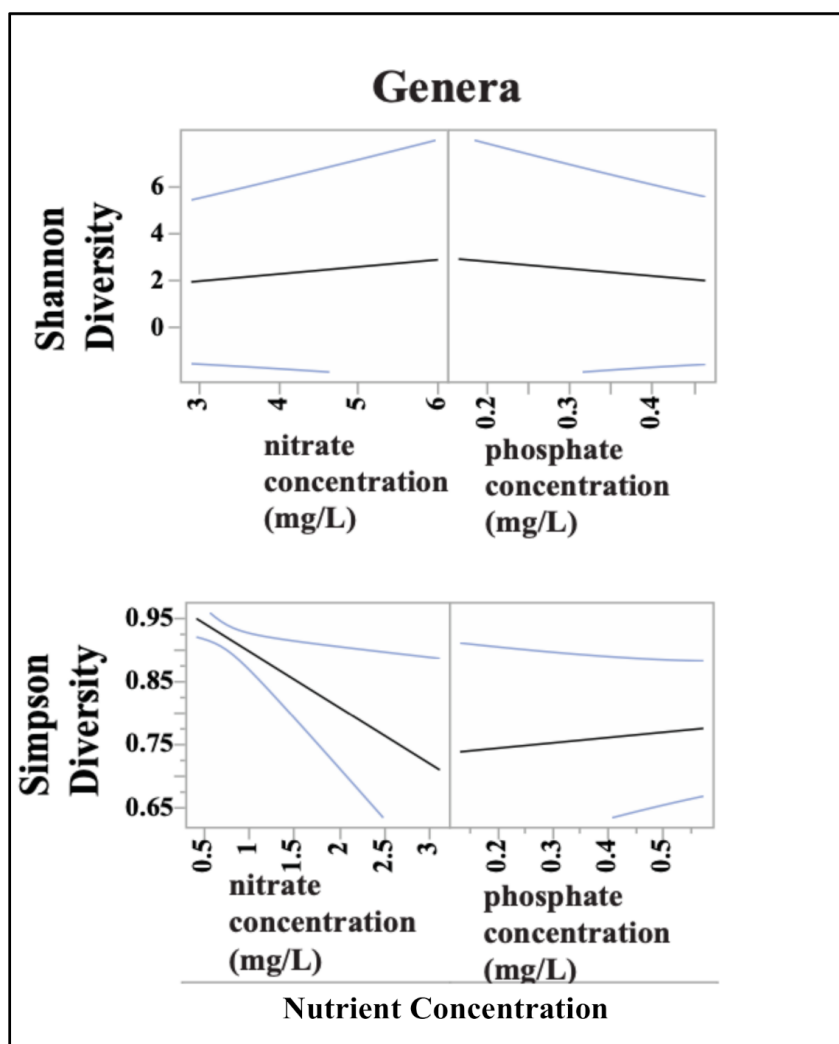 Genera
Shannon
Diversity
6
4
2
0
3
4
5
6
0.2
0.3
0.4
nitrate
concentration
(mg/L)
phosphate
concentration
(mg/L)
Simpson
Diversity
0.95
0.85
0.75
0.65
0.5
1
1.5
2
2.5
3
0.2
0.3
0.4
0.5
nitrate
concentration
(mg/L)
phosphate
concentration
(mg/L)
Nutrient Concentration